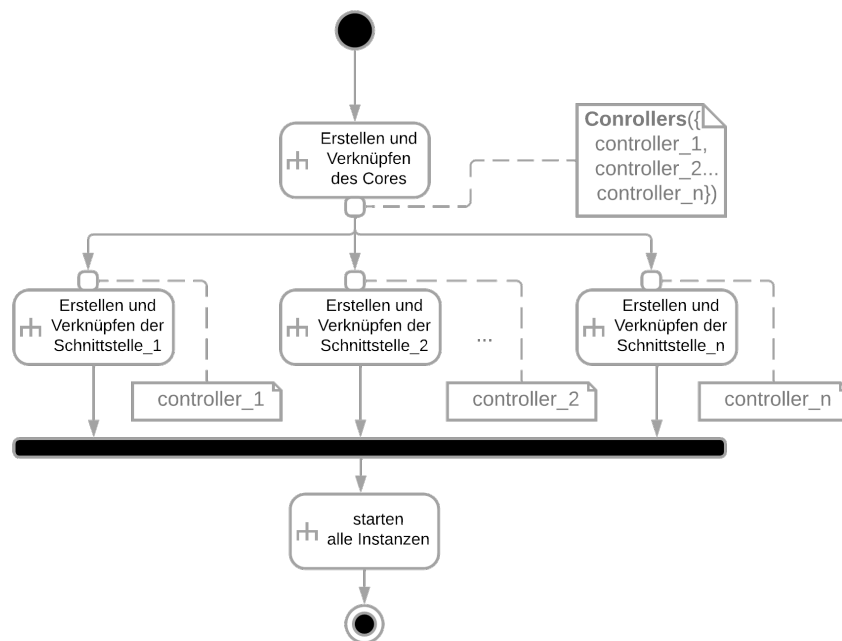 Erstellen und
Verknüpfen
des Cores
Conrollers({
controller_1,
controller_2...
controller_n})
Erstellen und
Verknüpfen der
Schnittstelle_1
Erstellen und
Verknüpfen der
Schnittstelle_2
...
Erstellen und
Verknüpfen der
Schnittstelle_n
controller_1
controller_2
controller_n
starten
alle Instanzen